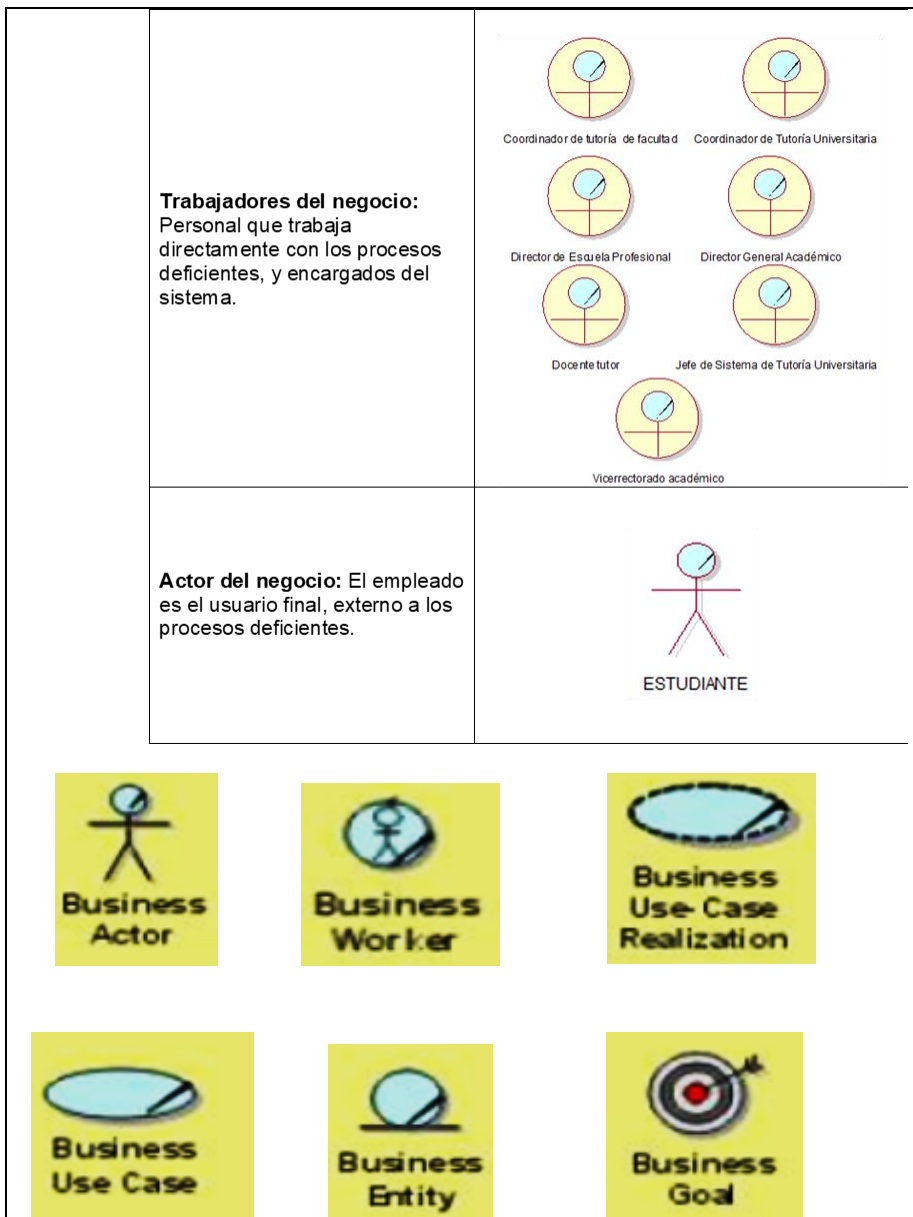 Trabajadores del negocio:
Personal que trabaja
directamente con los procesos
deficientes, y encargados del
sistema.
Coordinador de tutoría de facultad
Coordinador de Tutoría Universitaria
Director de Escuela Profesional
Director General Académico
Docente tutor
Jefe de Sistema de Tutoría Universitaria
Vicerrectorado académico
Actor del negocio: El empleado
es el usuario final, externo a los
procesos deficientes.
ESTUDIANTE
Business
Actor
Business
Worker
Business
Use-Case
Realization
Business
Use Case
Business
Entity
Business
Goal